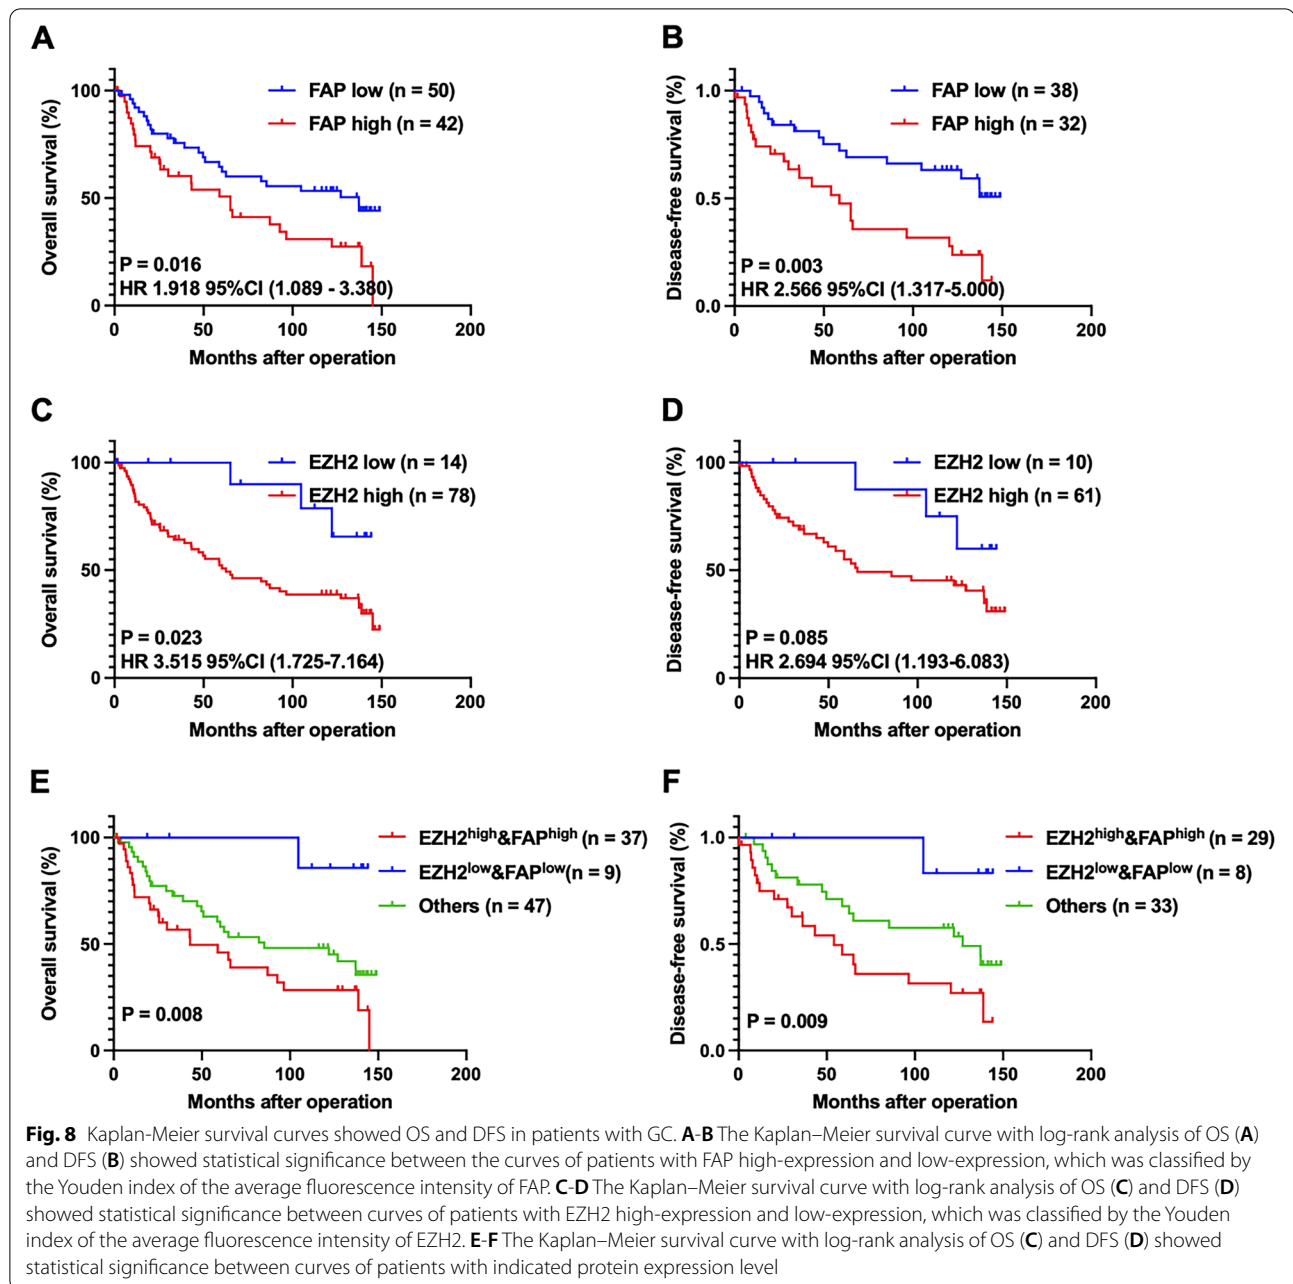 A
Overall survival (%)
100
50
0
FAP low (n = 50)
FAP high (n = 42)
P = 0.016
HR 1.918 95%CI (1.089 - 3.380)
0 50 100 150 200
Months after operation
B
Disease-free survival (%)
1.0
0.5
0.0
FAP low (n = 38)
FAP high (n = 32)
P = 0.003
HR 2.566 95%CI (1.317-5.000)
0 50 100 150 200
Months after operation
C
Overall survival (%)
100
50
0
EZH2 low (n = 14)
EZH2 high (n = 78)
P = 0.023
HR 3.515 95%CI (1.725-7.164)
0 50 100 150 200
Months after operation
D
Disease-free survival (%)
100
50
0
EZH2 low (n = 10)
EZH2 high (n = 61)
P = 0.085
HR 2.694 95%CI (1.193-6.083)
0 50 100 150 200
Months after operation
E
Overall survival (%)
100
50
0
EZH2high&FAPhigh (n = 37)
EZH2low&FAPlow(n = 9)
Others (n = 47)
P = 0.008
0 50 100 150 200
Months after operation
F
Disease-free survival (%)
1.0
0.5
0.0
EZH2high&FAPhigh (n = 29)
EZH2low&FAPlow (n = 8)
Others (n = 33)
P = 0.009
0 50 100 150 200
Months after operation
Fig. 8 Kaplan-Meier survival curves showed OS and DFS in patients with GC. A-B The Kaplan–Meier survival curve with log-rank analysis of OS (A)
and DFS (B) showed statistical significance between the curves of patients with FAP high-expression and low-expression, which was classified by
the Youden index of the average fluorescence intensity of FAP. C-D The Kaplan–Meier survival curve with log-rank analysis of OS (C) and DFS (D)
showed statistical significance between curves of patients with EZH2 high-expression and low-expression, which was classified by the Youden
index of the average fluorescence intensity of EZH2. E-F The Kaplan–Meier survival curve with log-rank analysis of OS (C) and DFS (D) showed
statistical significance between curves of patients with indicated protein expression level